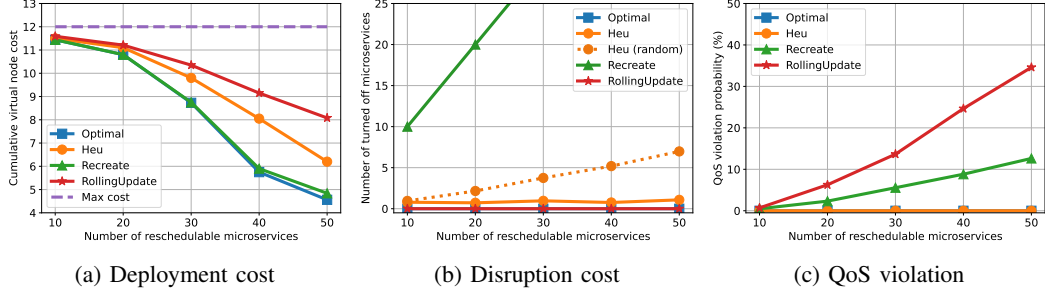 13
12
11
10
9
8
7
6
5
4
Cumulative virtual node cost
Optimal
Heu
Recreate
RollingUpdate
Max cost
10 20 30 40 50
Number of reschedulable microservices
(a) Deployment cost
25
20
15
10
5
0
Number of turned off microservices
Optimal
Heu
Heu (random)
Recreate
RollingUpdate
10 20 30 40 50
Number of reschedulable microservices
(b) Disruption cost
50
40
30
20
10
0
QoS violation probability (%)
Optimal
Heu
Recreate
RollingUpdate
10 20 30 40 50
Number of reschedulable microservices
(c) QoS violation